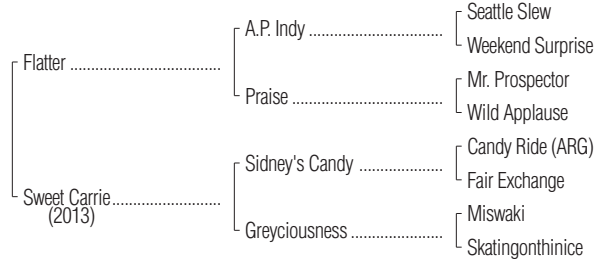 Flatter
Sweet Carrie
(2013)
A.P. Indy
Praise
Sidney's Candy
Greyciousness
Seattle Slew
Weekend Surprise
Mr. Prospector
Wild Applause
Candy Ride (ARG)
Fair Exchange
Miswaki
Skatingonthinice